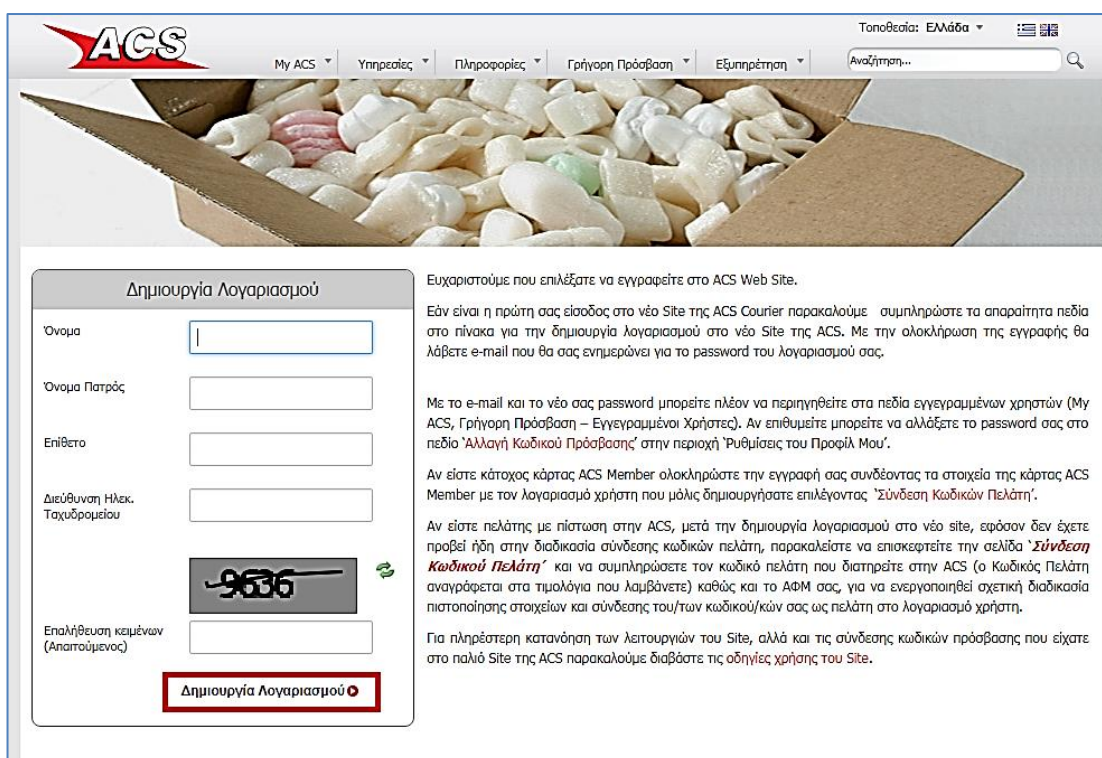 ACS
Τοποθεσία: Ελλάδα
My ACS Υπηρεσίες Πληροφορίες Γρήγορη Πρόσβαση Εξυπηρέτηση Αναζήτηση...
Δημιουργία Λογαριασμού
Όνομα
Όνομα Πατρός
Επίθετο
Διεύθυνση Ηλεκ.
Ταχυδρομείου
9636
Επαλήθευση κειμένων
(Απαιτούμενος)
Δημιουργία Λογαριασμού
Ευχαριστούμε που επιλέξατε να εγγραφείτε στο ACS Web Site.
Εάν είναι η πρώτη σας είσοδος στο νέο Site της ACS Courier παρακαλούμε συμπληρώστε τα απαραίτητα πεδία
στο πίνακα για την δημιουργία λογαριασμού στο νέο Site της ACS. Με την ολοκλήρωση της εγγραφής θα
λάβετε e-mail που θα σας ενημερώνει για το password του λογαριασμού σας.
Με το e-mail και το νέο σας password μπορείτε πλέον να περιηγηθείτε στα πεδία εγγεγραμμένων χρηστών (My
ACS, Γρήγορη Πρόσβαση – Εγγεγραμμένοι Χρήστες). Αν επιθυμείτε μπορείτε να αλλάξετε το password σας στο
πεδίο 'Αλλαγή Κωδικού Πρόσβασης' στην περιοχή 'Ρυθμίσεις του Προφίλ Μου'.
Αν είστε κάτοχος κάρτας ACS Member ολοκληρώστε την εγγραφή σας συνδέοντας τα στοιχεία της κάρτας ACS
Member με τον λογαριασμό χρήστη που μόλις δημιουργήσατε επιλέγοντας 'Σύνδεση Κωδικών Πελάτη'.
Αν είστε πελάτης με πίστωση στην ACS, μετά την δημιουργία λογαριασμού στο νέο site, εφόσον δεν έχετε
προβεί ήδη στην διαδικασία σύνδεσης κωδικών πελάτη, παρακαλείστε να επισκεφτείτε την σελίδα 'Σύνδεση
Κωδικού Πελάτη' και να συμπληρώσετε τον κωδικό πελάτη που διατηρείτε στην ACS (ο Κωδικός Πελάτη
αναγράφεται στα τιμολόγια που λαμβάνετε) καθώς και το ΑΦΜ σας, για να ενεργοποιηθεί σχετική διαδικασία
πιστοποίησης στοιχείων και σύνδεσης του/των κωδικού/κών σας ως πελάτη στο λογαριασμό χρήστη.
Για πληρέστερη κατανόηση των λειτουργιών του Site, αλλά και τις σύνδεσης κωδικών πρόσβασης που είχατε
στο παλιό Site της ACS παρακαλούμε διαβάστε τις οδηγίες χρήσης του Site.